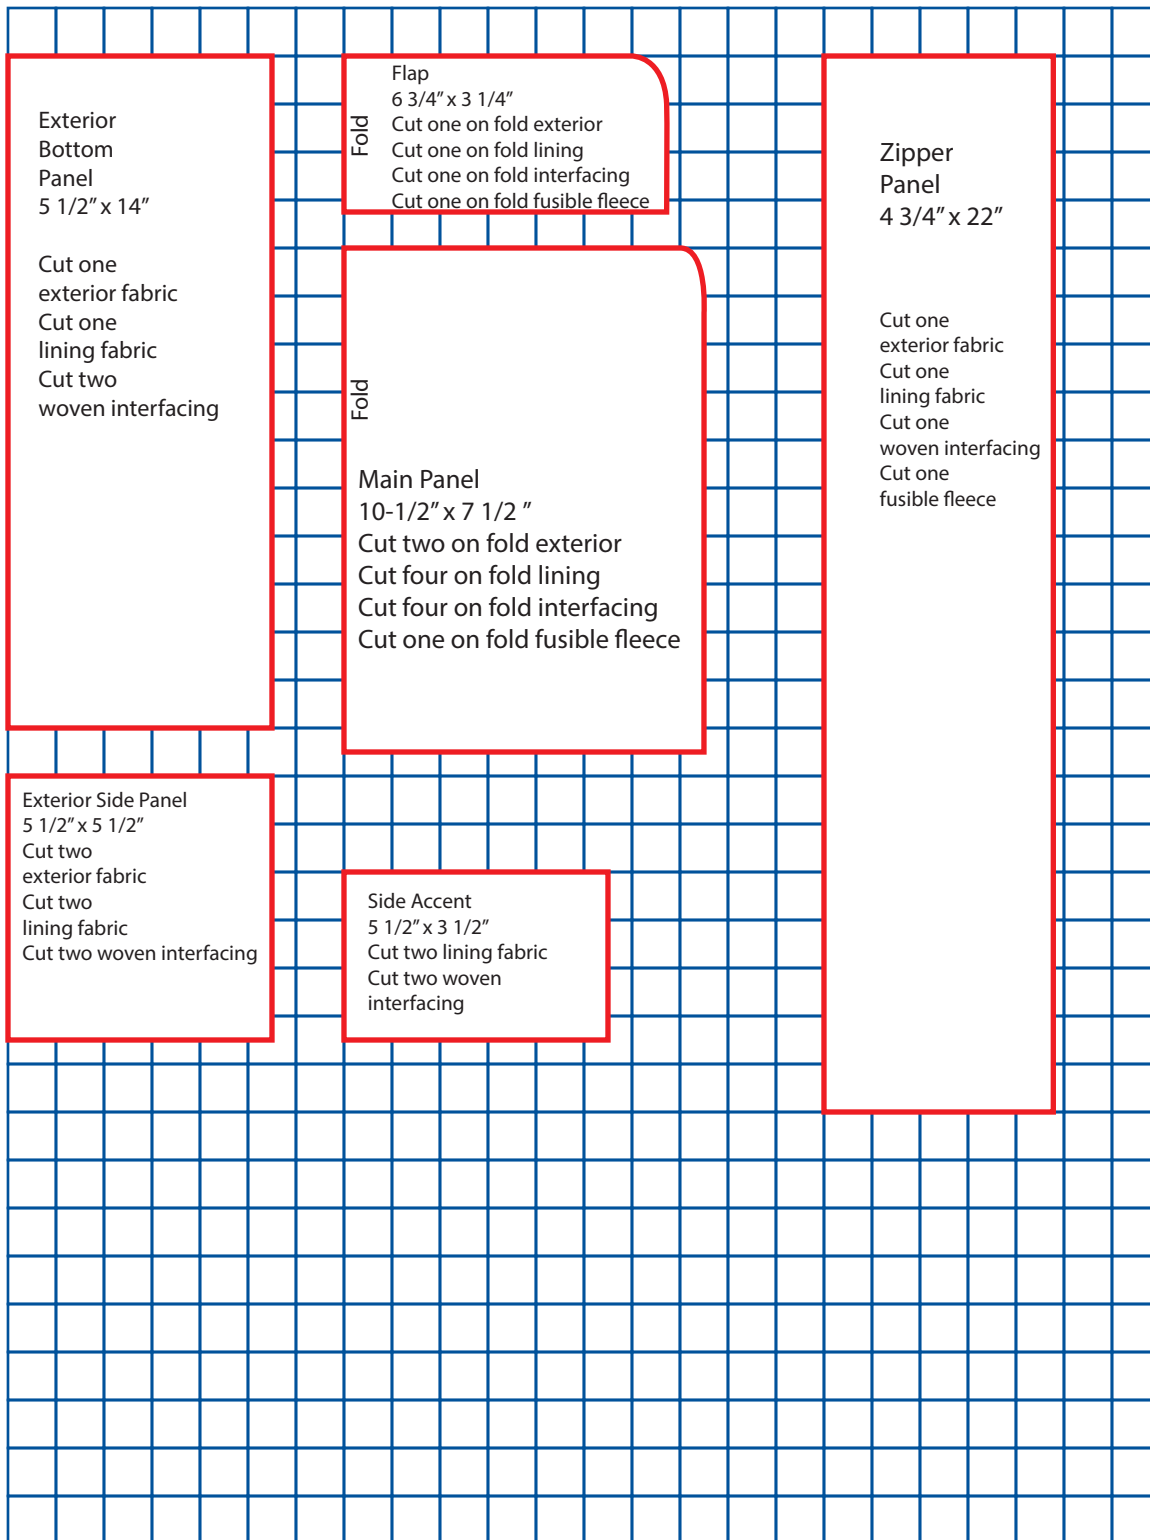 Exterior
Bottom
Panel
5 1/2” x 14”
Cut one
exterior fabric
Cut one
lining fabric
Cut two
woven interfacing
Fold
Flap
6 3/4” x 3 1/4”
Cut one on fold exterior
Cut one on fold lining
Cut one on fold interfacing
Cut one on fold fusible fleece
Fold
Main Panel
10-1/2” x 7 1/2 ”
Cut two on fold exterior
Cut four on fold lining
Cut four on fold interfacing
Cut one on fold fusible fleece
Zipper
Panel
4 3/4” x 22”
Cut one
exterior fabric
Cut one
lining fabric
Cut one
woven interfacing
Cut one
fusible fleece
Exterior Side Panel
5 1/2” x 5 1/2”
Cut two
exterior fabric
Cut two
lining fabric
Cut two woven interfacing
Side Accent
5 1/2” x 3 1/2”
Cut two lining fabric
Cut two woven
interfacing